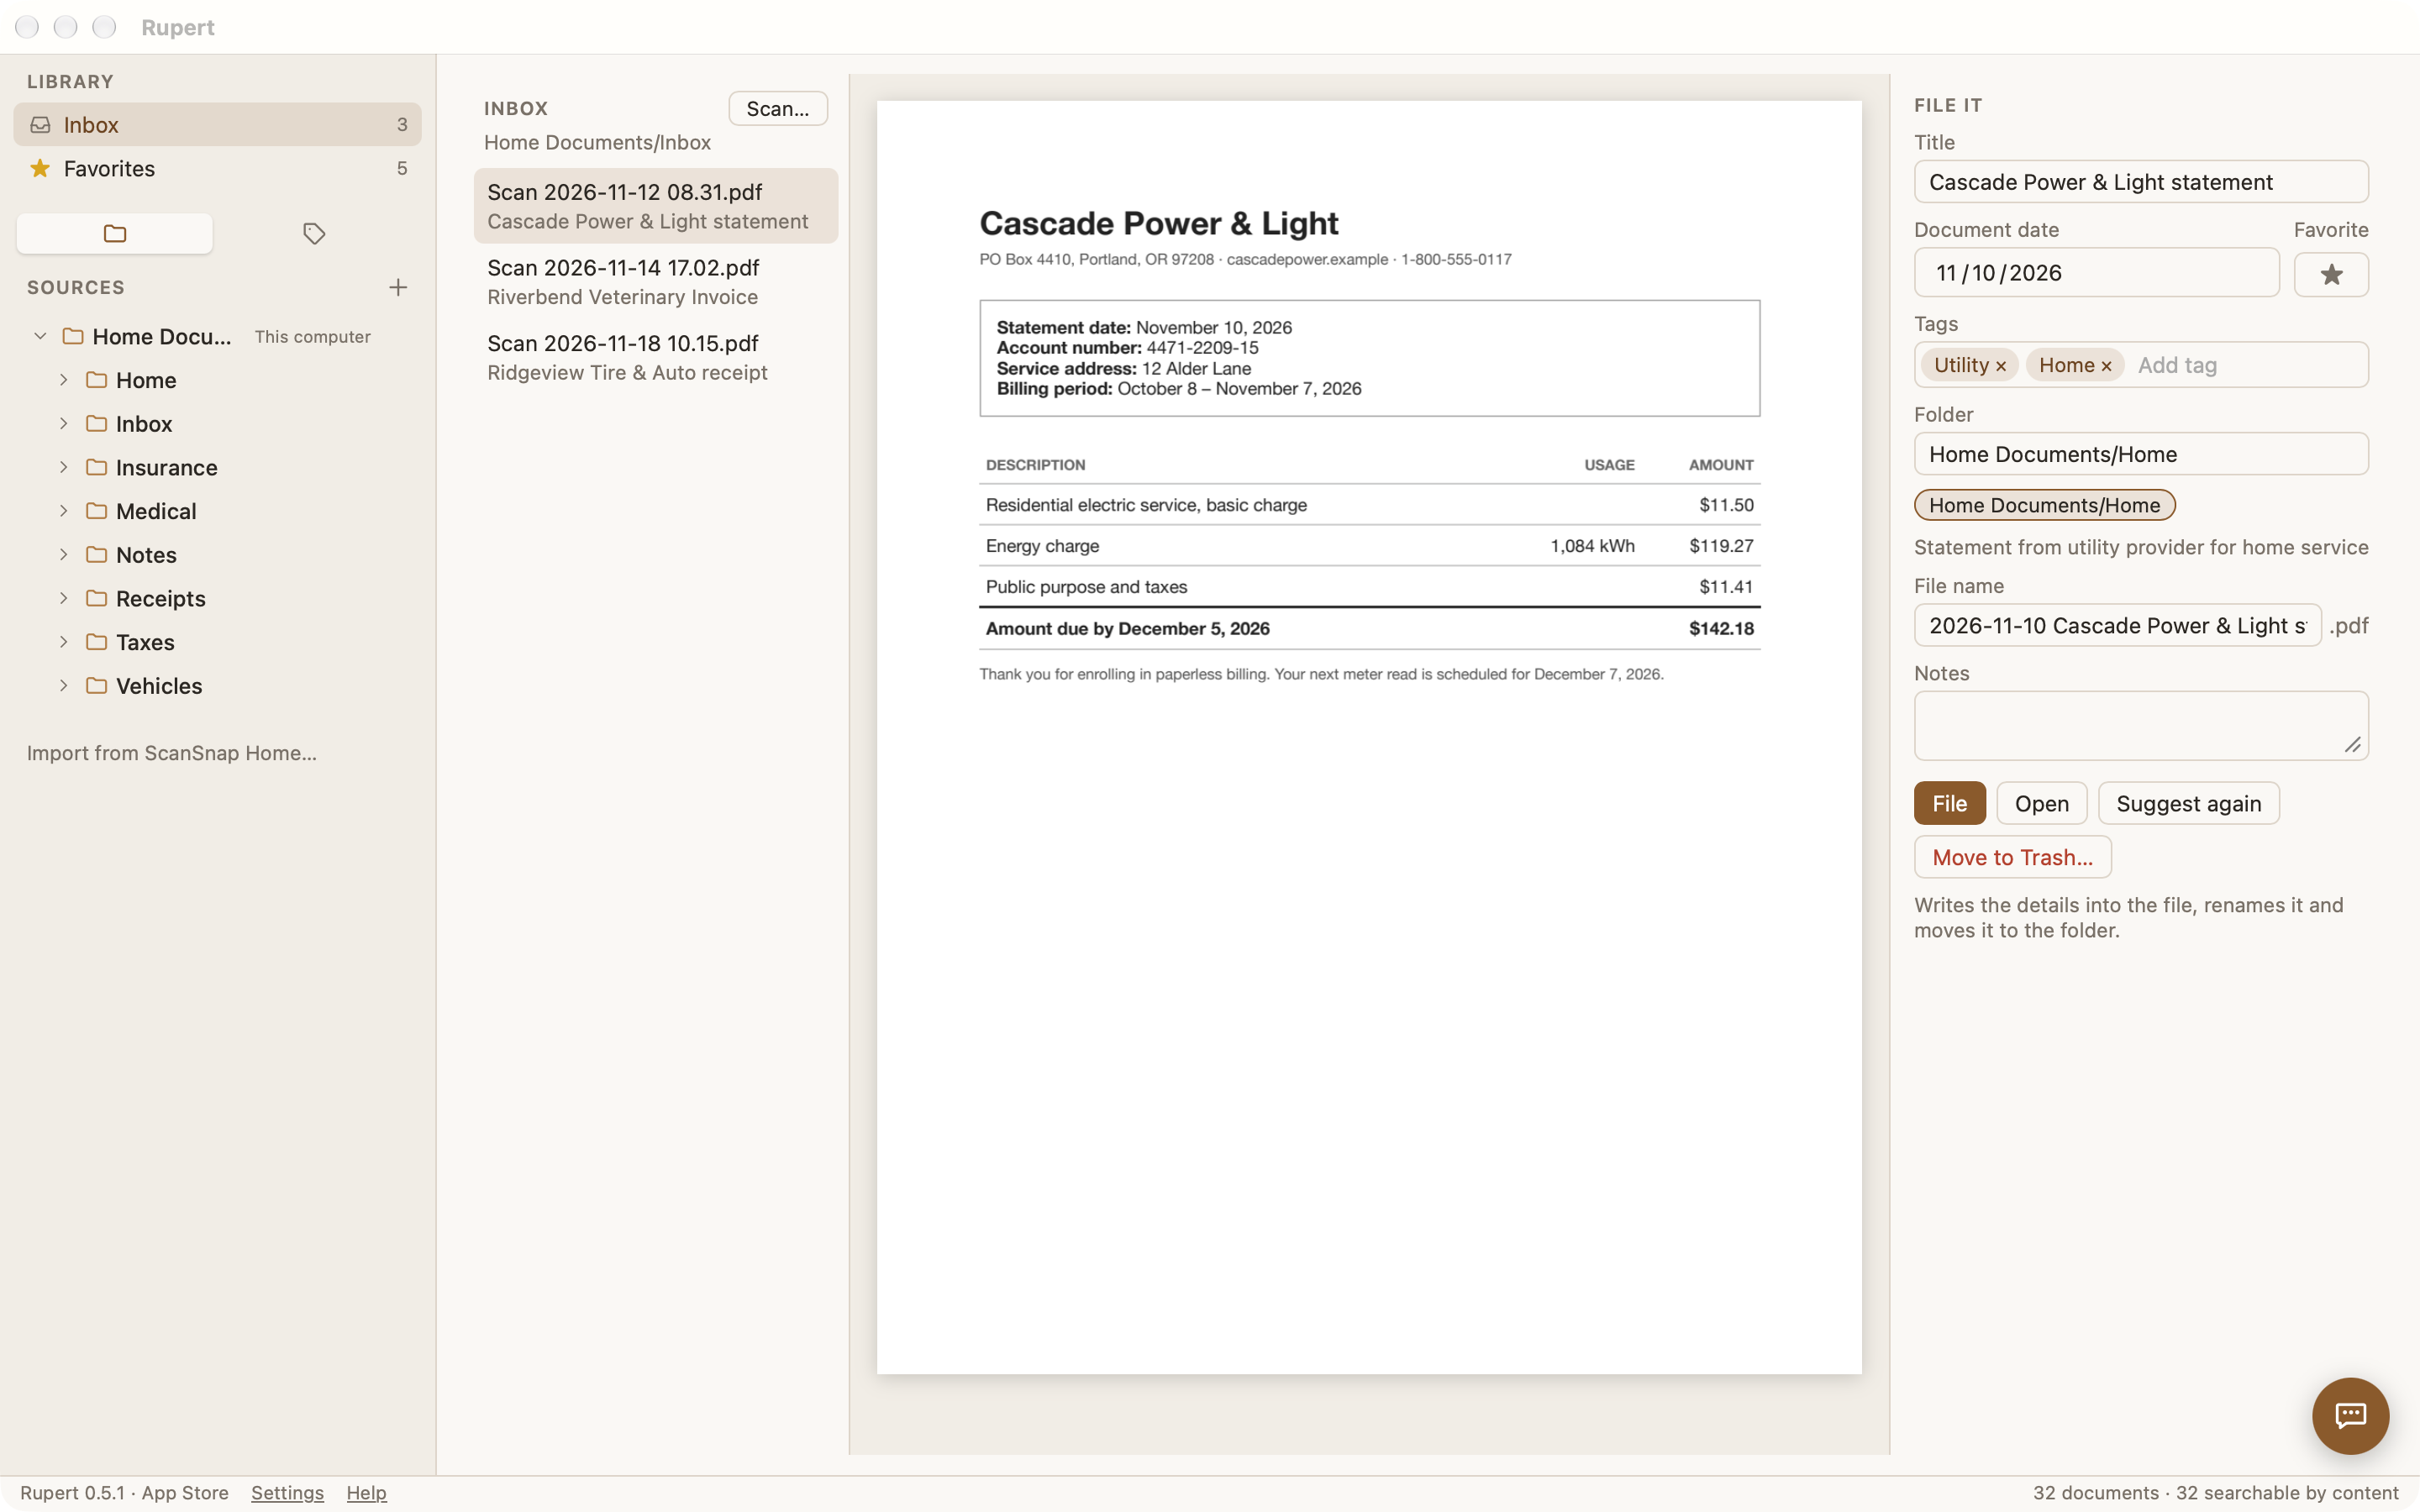 Rupert
LIBRARY
Inbox 3
Favorites 5
SOURCES
Home Docu... This computer
Home
Inbox
Insurance
Medical
Notes
Receipts
Taxes
Vehicles
Import from ScanSnap Home...
INBOX Scan...
Home Documents/Inbox
Scan 2026-11-12 08.31.pdf
Cascade Power & Light statement
Scan 2026-11-14 17.02.pdf
Riverbend Veterinary Invoice
Scan 2026-11-18 10.15.pdf
Ridgeview Tire & Auto receipt
Cascade Power & Light
PO Box 4410, Portland, OR 97208 · cascadepower.example · 1-800-555-0117
Statement date: November 10, 2026
Account number: 4471-2209-15
Service address: 12 Alder Lane
Billing period: October 8 – November 7, 2026
DESCRIPTION USAGE AMOUNT
Residential electric service, basic charge $11.50
Energy charge 1,084 kWh $119.27
Public purpose and taxes $11.41
Amount due by December 5, 2026 $142.18
Thank you for enrolling in paperless billing. Your next meter read is scheduled for December 7, 2026.
FILE IT
Title
Cascade Power & Light statement
Document date Favorite
11/10/2026
Tags
Utility × Home × Add tag
Folder
Home Documents/Home
Home Documents/Home
Statement from utility provider for home service
File name
2026-11-10 Cascade Power & Light s .pdf
Notes
File Open Suggest again
Move to Trash...
Writes the details into the file, renames it and
moves it to the folder.
Rupert 0.5.1 · App Store Settings Help
32 documents · 32 searchable by content